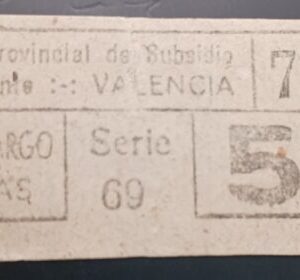 rovincial de Subsidio
nte :-: VALENCIA
7
ARGO
AS
Serie
69
5